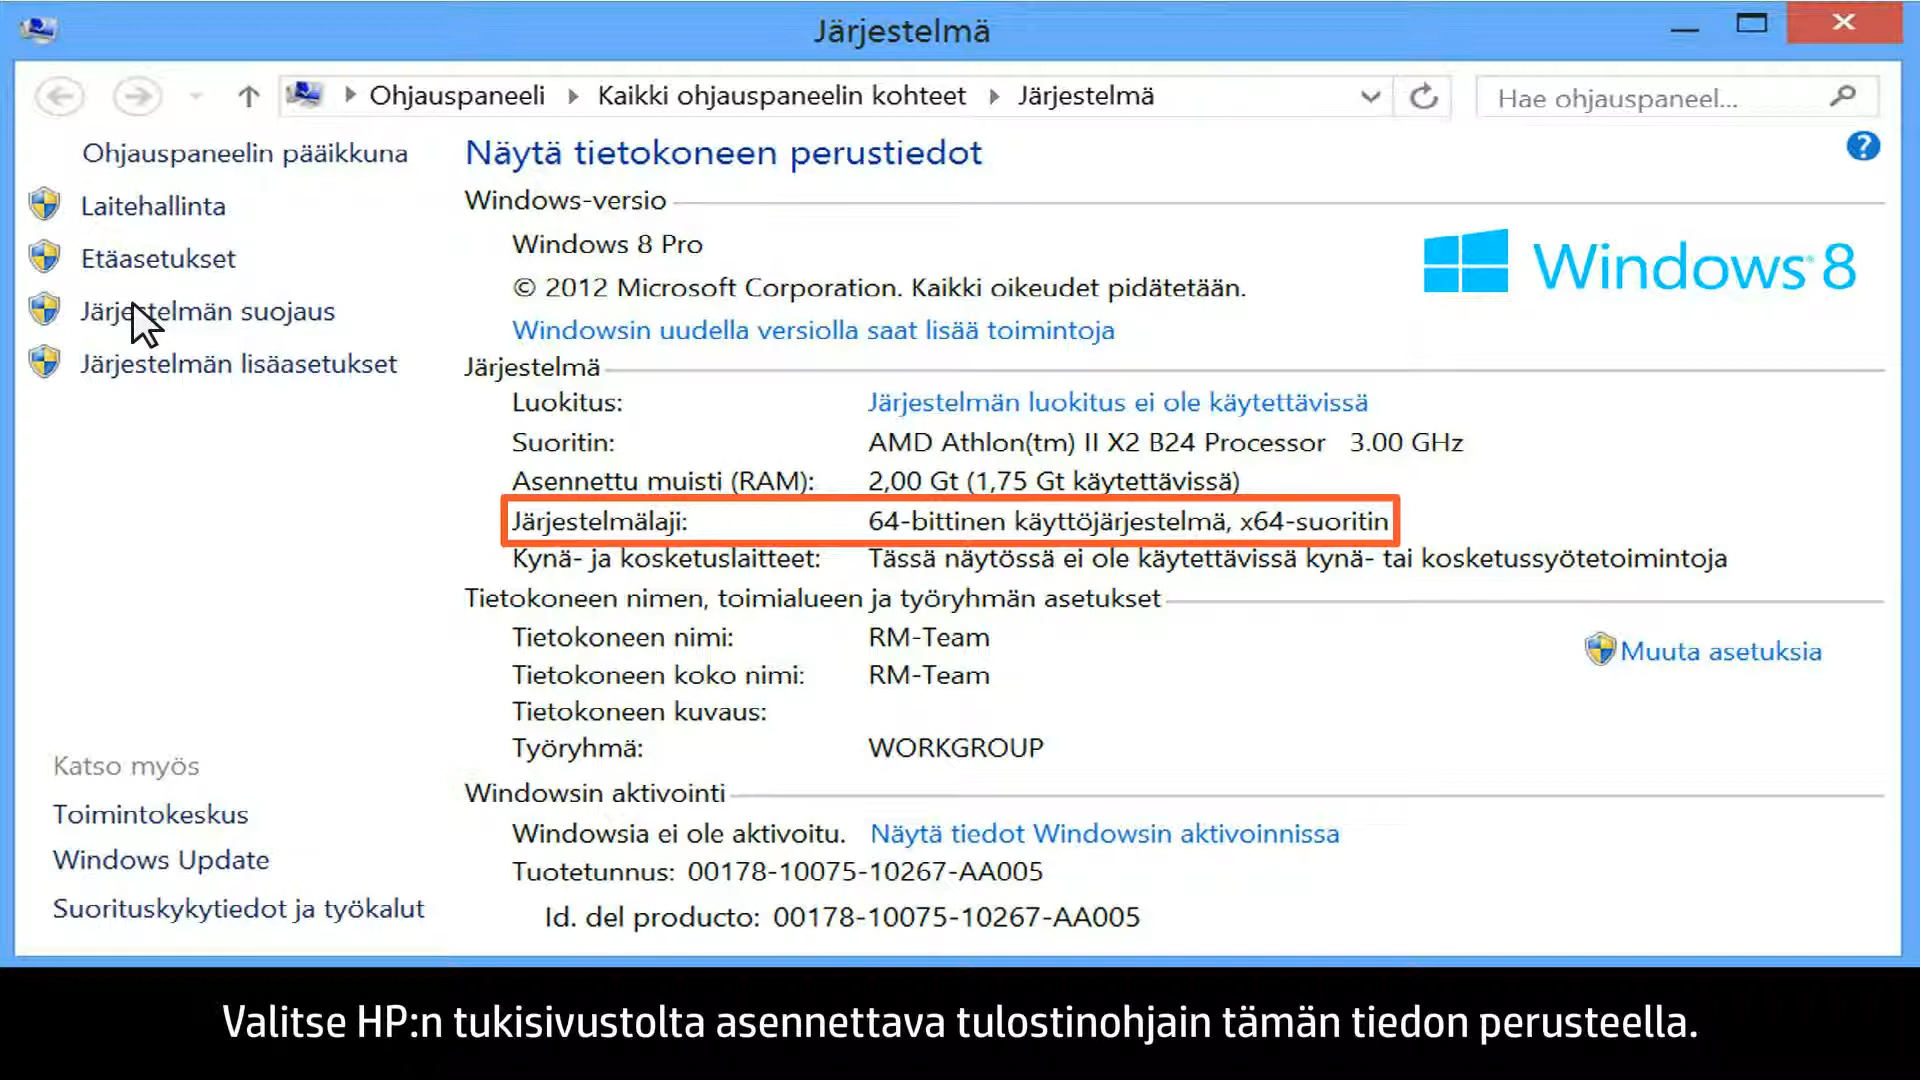 Järjestelmä
Ohjauspaneeli Kaikki ohjauspaneelin kohteet Järjestelmä
Hae ohjauspaneel...
Ohjauspaneelin pääikkuna
Laitehallinta
Etäasetukset
Järjestelmän suojaus
Järjestelmän lisäasetukset
Näytä tietokoneen perustiedot
Windows-versio
Windows 8 Pro
© 2012 Microsoft Corporation. Kaikki oikeudet pidätetään.
Windowsin uudella versiolla saat lisää toimintoja
Windows 8
Järjestelmä
Luokitus: Järjestelmän luokitus ei ole käytettävissä
Suoritin: AMD Athlon(tm) II X2 B24 Processor 3.00 GHz
Asennettu muisti (RAM): 2,00 Gt (1,75 Gt käytettävissä)
Järjestelmälaji: 64-bittinen käyttöjärjestelmä, x64-suoritin
Kynä- ja kosketuslaitteet: Tässä näytössä ei ole käytettävissä kynä- tai kosketussyötetoimintoja
Tietokoneen nimen, toimialueen ja työryhmän asetukset
Tietokoneen nimi: RM-Team
Muuta asetuksia
Tietokoneen koko nimi: RM-Team
Tietokoneen kuvaus:
Työryhmä: WORKGROUP
Windowsin aktivointi
Windowsia ei ole aktivoitu. Näytä tiedot Windowsin aktivoinnissa
Tuotetunnus: 00178-10075-10267-AA005
Id. del producto: 00178-10075-10267-AA005
Katso myös
Toimintokeskus
Windows Update
Suorituskykytiedot ja työkalut
Valitse HP:n tukisivustolta asennettava tulostinohjain tämän tiedon perusteella.